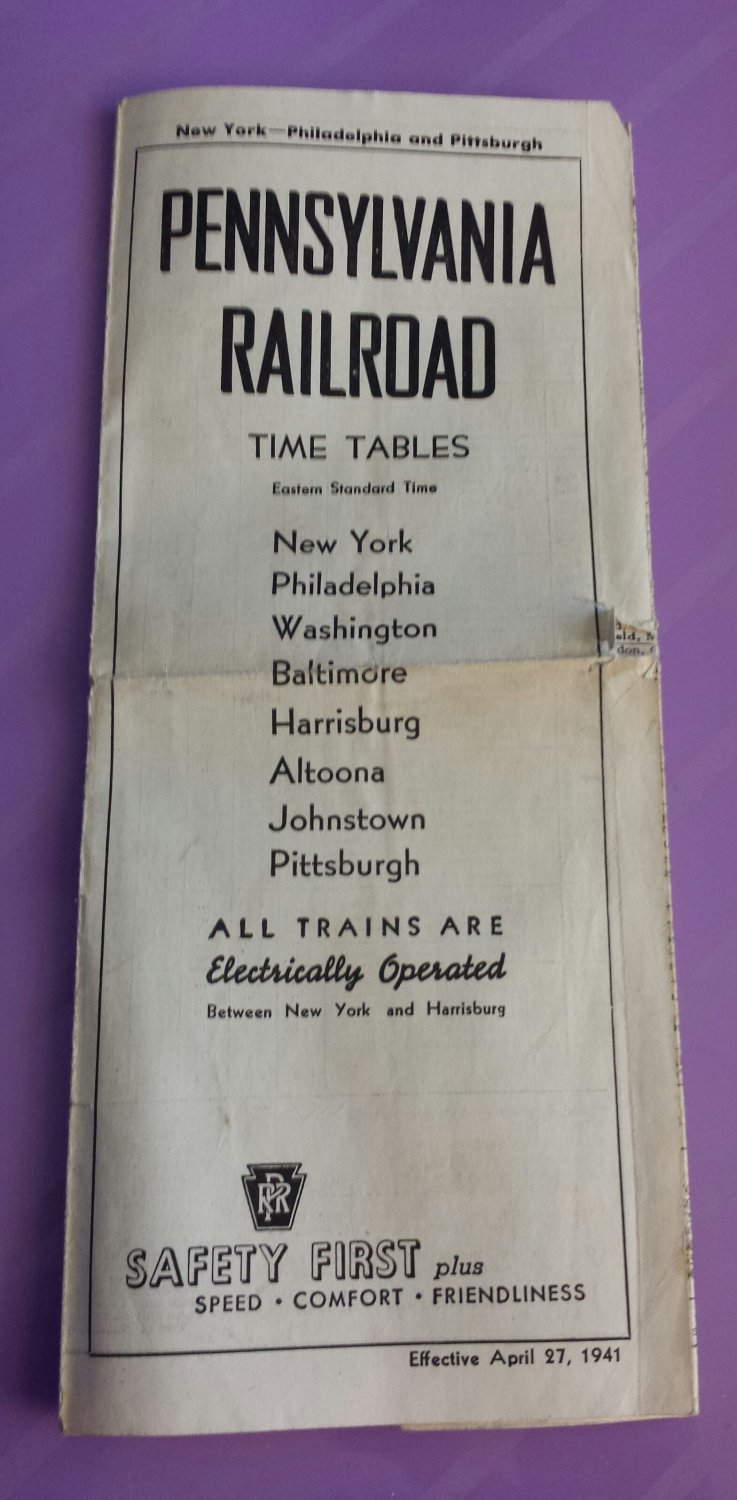 New York—Philadelphia and Pittsburgh
PENNSYLVANIA
RAILROAD
TIME TABLES
Eastern Standard Time
New York
Philadelphia
Washington
Baltimore
Harrisburg
Altoona
Johnstown
Pittsburgh
ALL TRAINS ARE
Electrically Operated
Between New York and Harrisburg
PRR
SAFETY FIRST plus
SPEED • COMFORT • FRIENDLINESS
Effective April 27, 1941